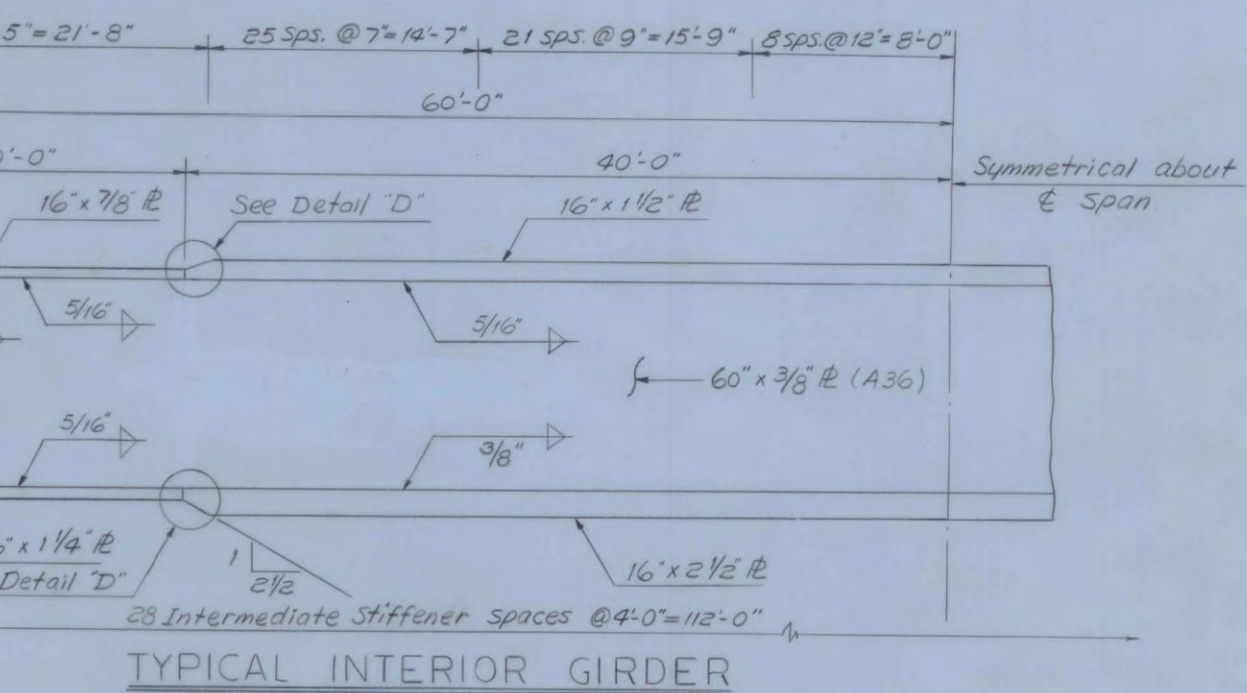 5"=21'-8"
25 Sps. @ 7"=14'-7"
21 Sps. @ 9"=15'-9"
8 SPS.@12"=8'-0"
60'-0"
0'-0"
40'-0"
Symmetrical about
℄ Span
16" x 7/8" ⅊
See Detail "D"
16" x 1 1/2" ⅊
5/16"
5/16"
60" x 3/8" ⅊ (A36)
5/16"
3/8"
" x 1 1/4" ⅊
Detail "D"
1
2 1/2
16" x 2 1/2" ⅊
28 Intermediate Stiffener Spaces @4'-0"=112'-0"
TYPICAL INTERIOR GIRDER